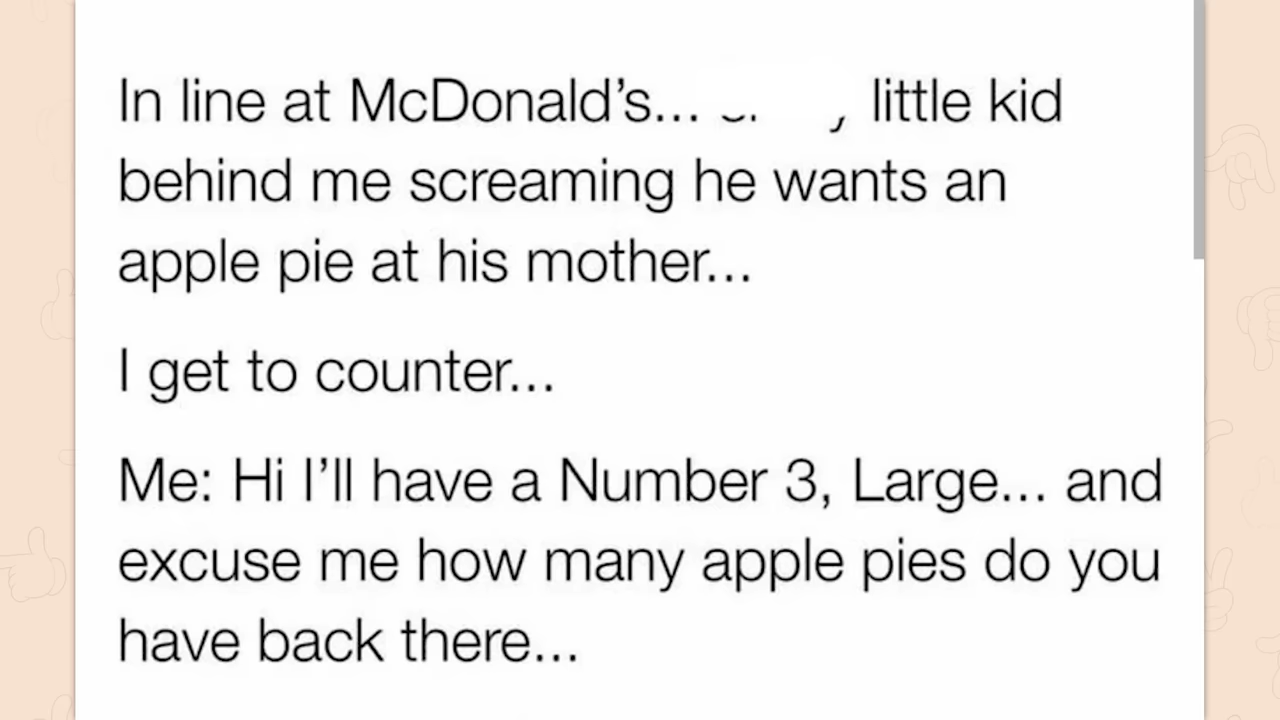 In line at McDonald’s... little kid
behind me screaming he wants an
apple pie at his mother...
I get to counter...
Me: Hi I’ll have a Number 3, Large... and
excuse me how many apple pies do you
have back there...